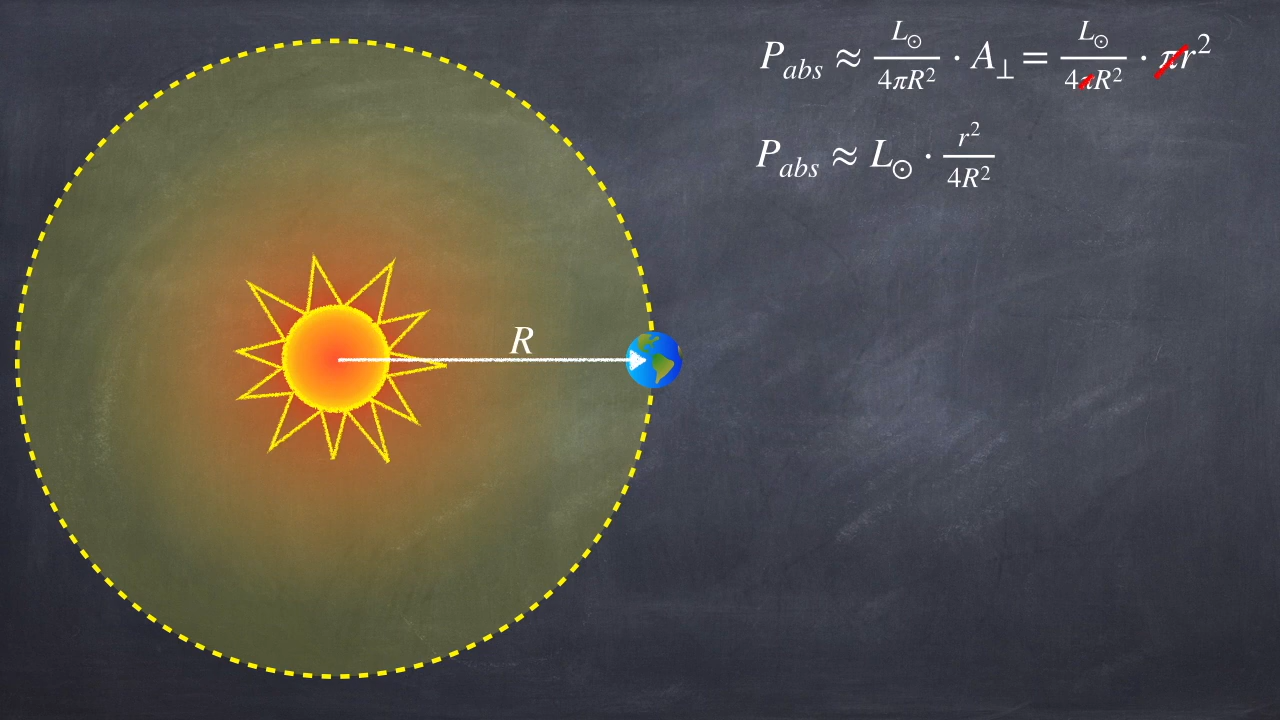 P_abs ≈ L_⊙ / 4πR² · A_⊥ = L_⊙ / 4πR² · πr²
P_abs ≈ L_⊙ · r² / 4R²
R